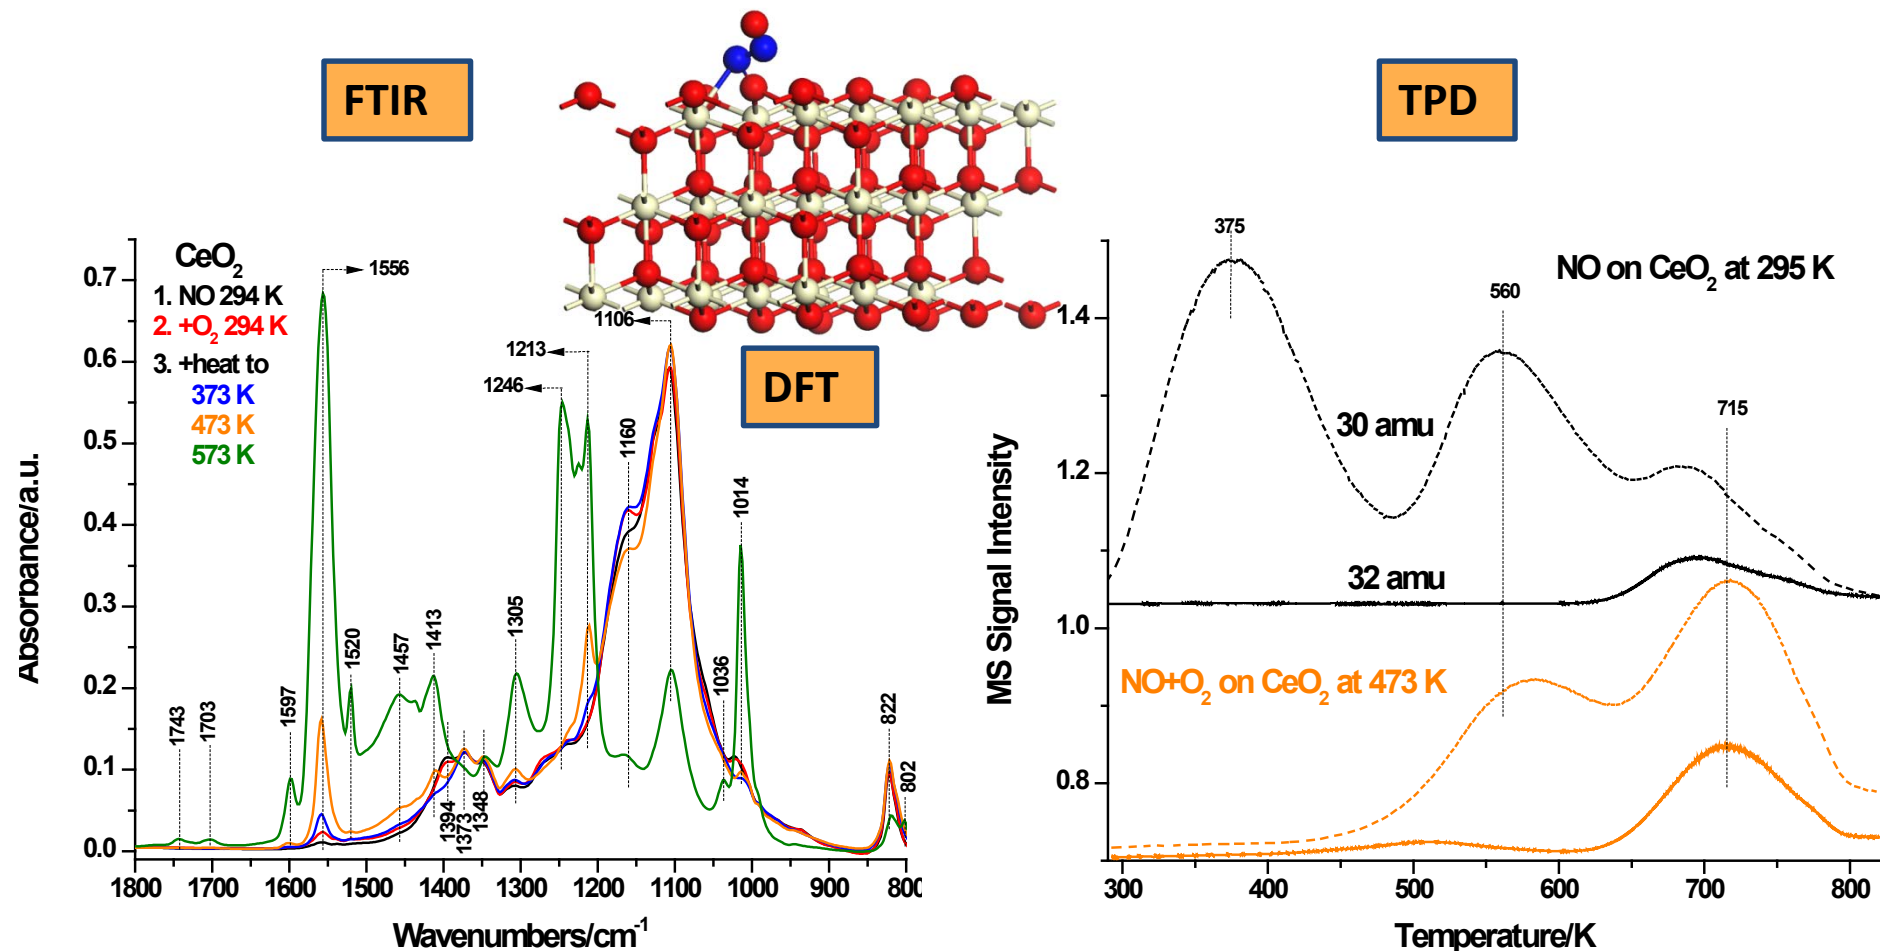 FTIR
TPD
DFT
CeO2
1. NO 294 K
2. +O2 294 K
3. +heat to
373 K
473 K
573 K
1556
1106
1213
1246
1160
1014
1743
1703
1597
1520
1457
1413
1394
1373
1348
1305
1036
822
802
Absorbance/a.u.
0.7
0.6
0.5
0.4
0.3
0.2
0.1
0.0
1800 1700 1600 1500 1400 1300 1200 1100 1000 900 800
Wavenumbers/cm-1
375
560
715
NO on CeO2 at 295 K
30 amu
32 amu
NO+O2 on CeO2 at 473 K
MS Signal Intensity
1.4
1.2
1.0
0.8
300 400 500 600 700 800
Temperature/K